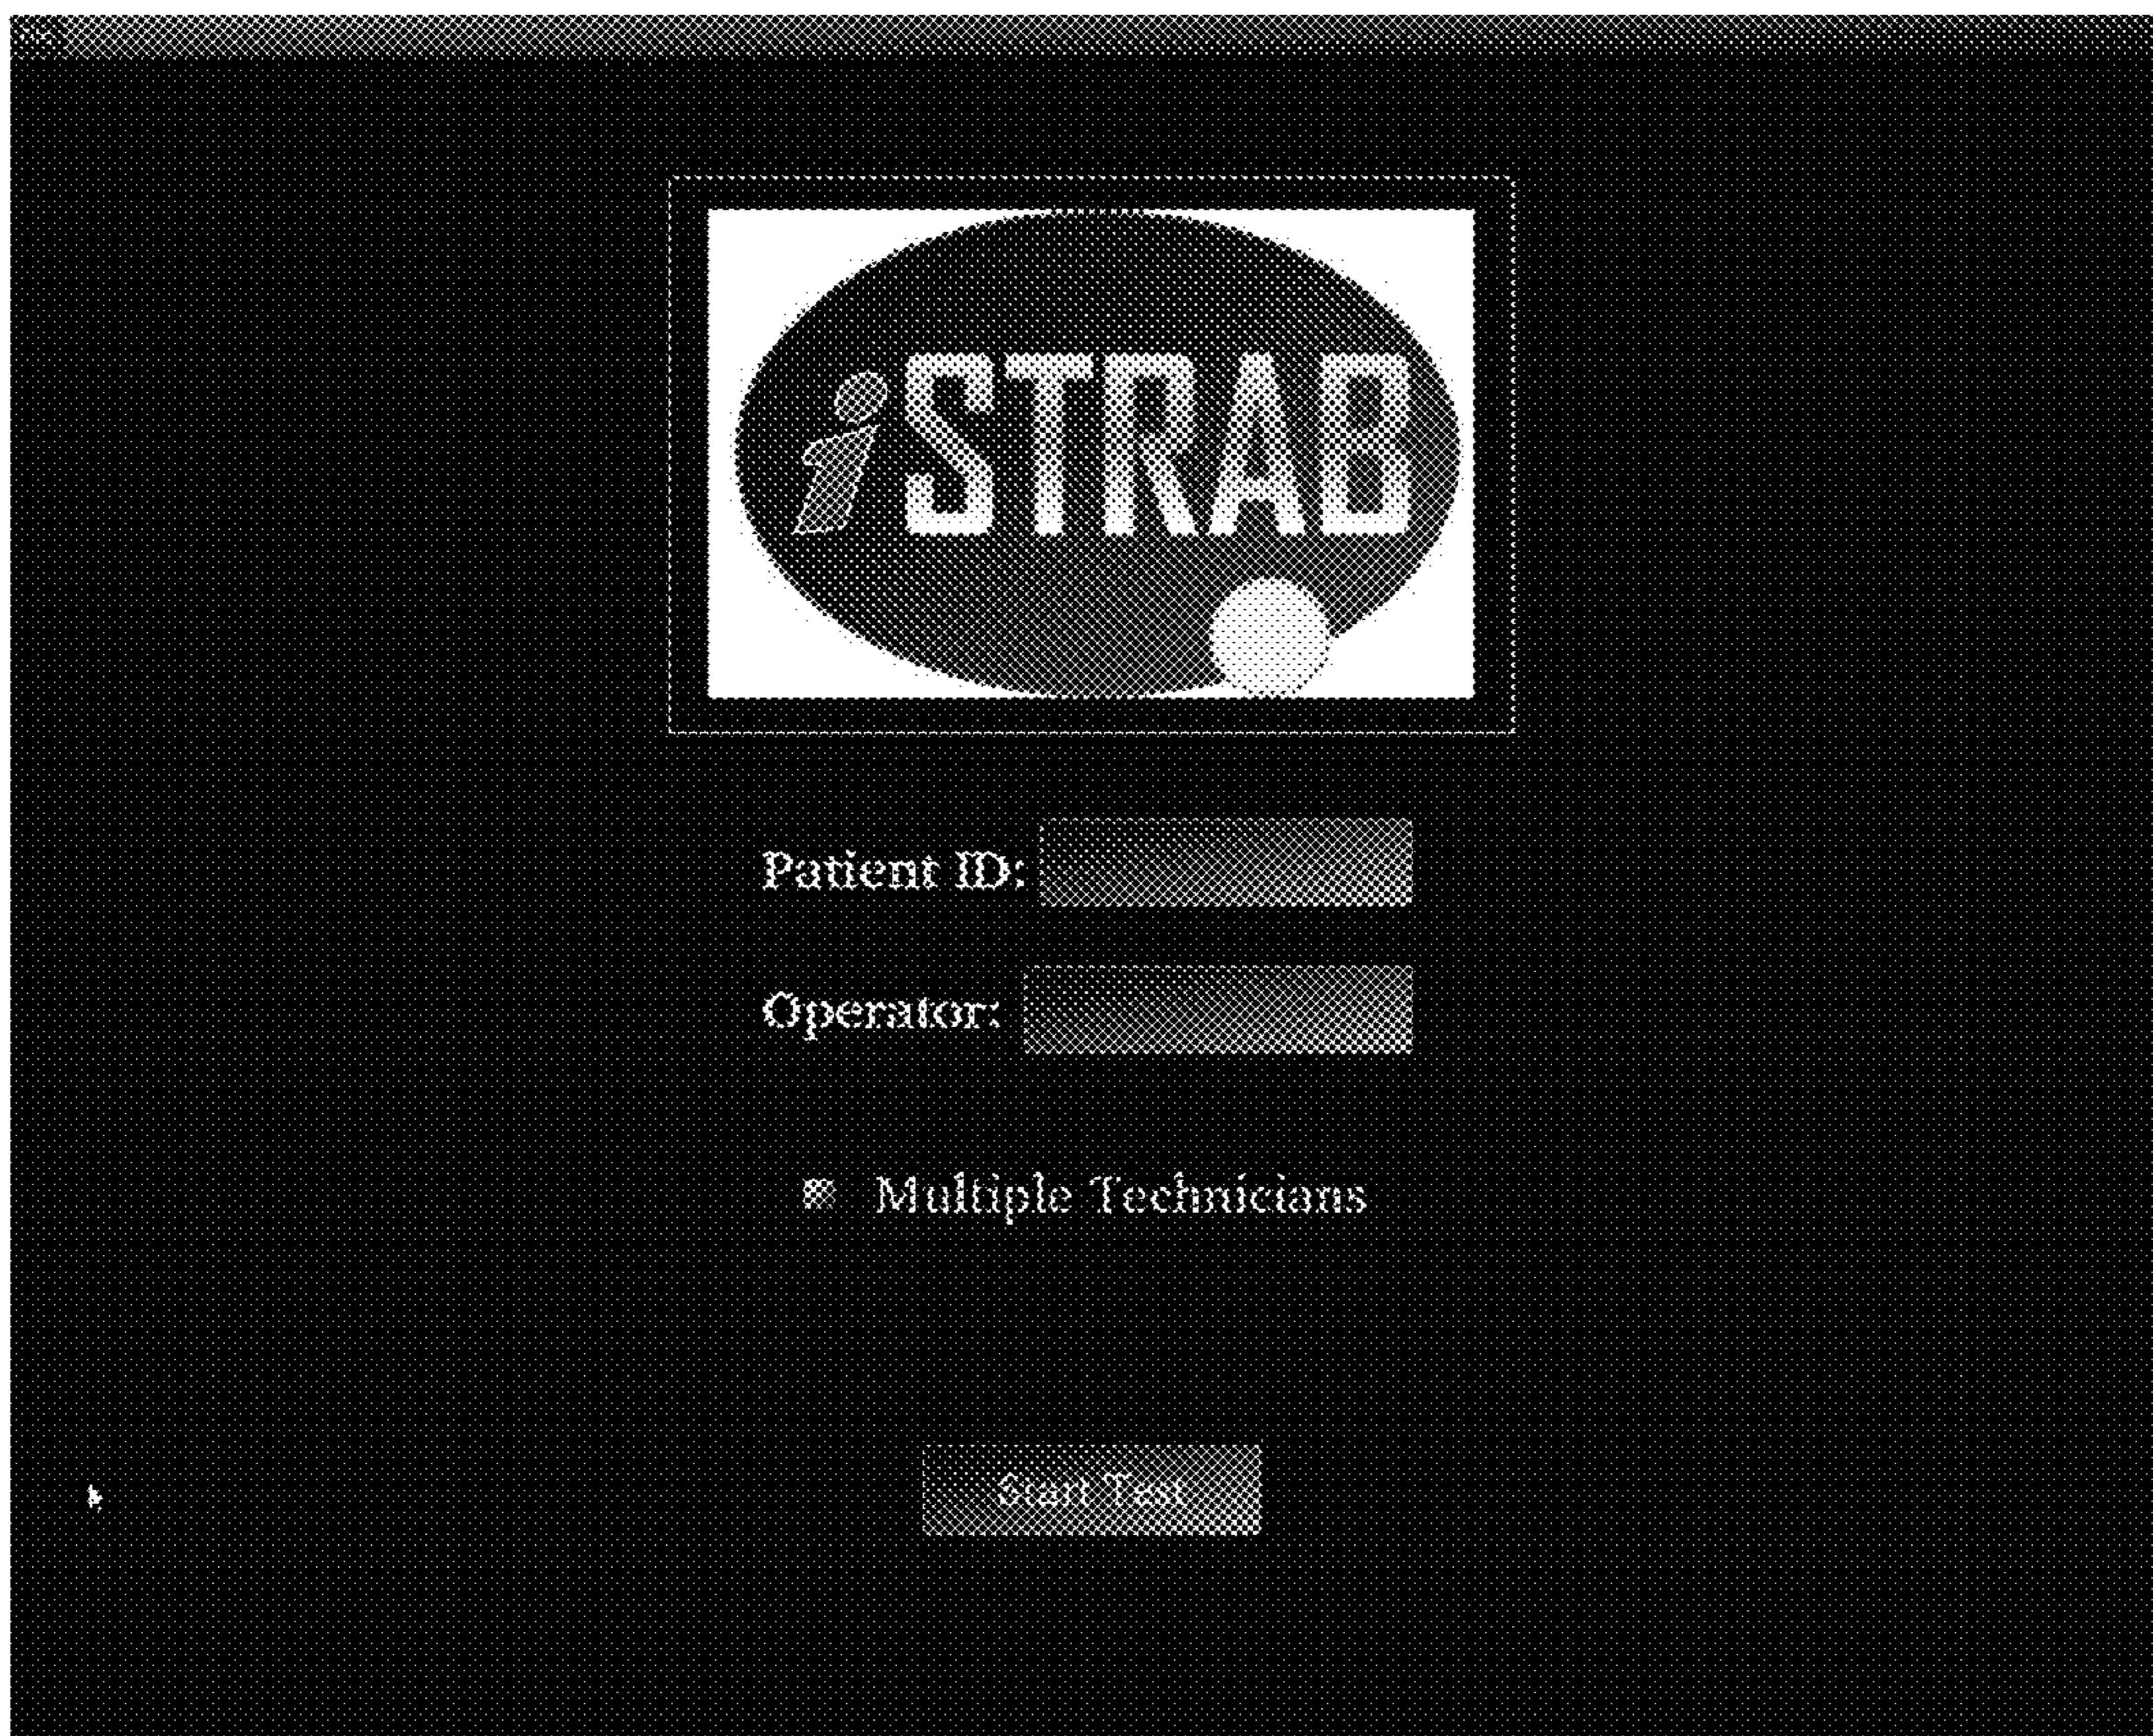 iSTRAB
Patient ID:
Operator:
Multiple Technicians
Start Test